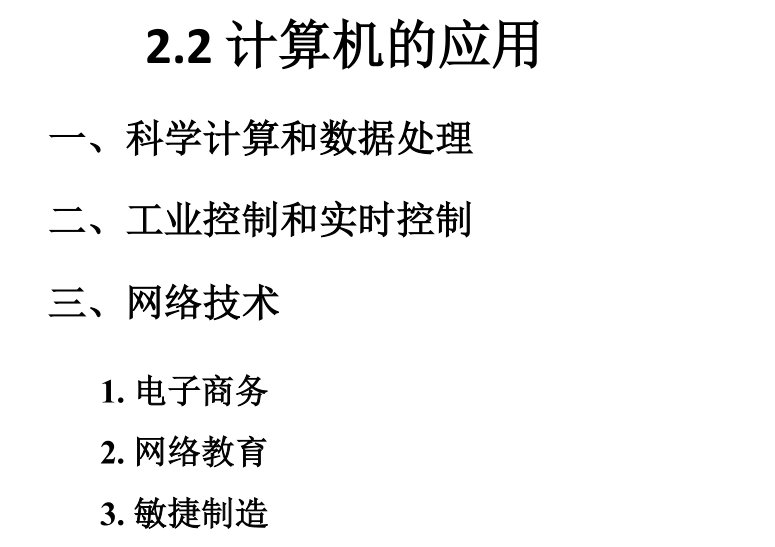 2.2 计算机的应用
一、科学计算和数据处理
二、工业控制和实时控制
三、网络技术
1. 电子商务
2. 网络教育
3. 敏捷制造